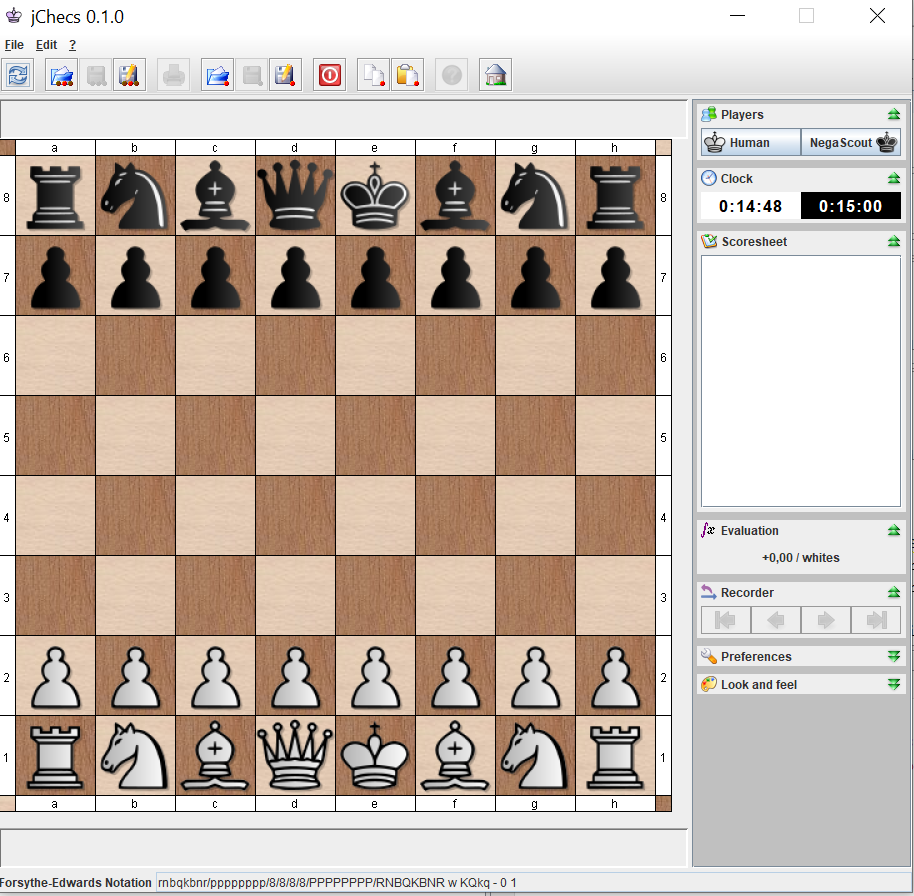 jChecs 0.1.0
File Edit ?
a b c d e f g h
8 8
7 7
6 6
5 5
4 4
3 3
2 2
1 1
a b c d e f g h
Players
Human NegaScout
Clock
0:14:48 0:15:00
Scoresheet
fx Evaluation
+0,00 / whites
Recorder
Preferences
Look and feel
Forsythe-Edwards Notation rnbqkbnr/pppppppp/8/8/8/8/PPPPPPPP/RNBQKBNR w KQkq - 0 1